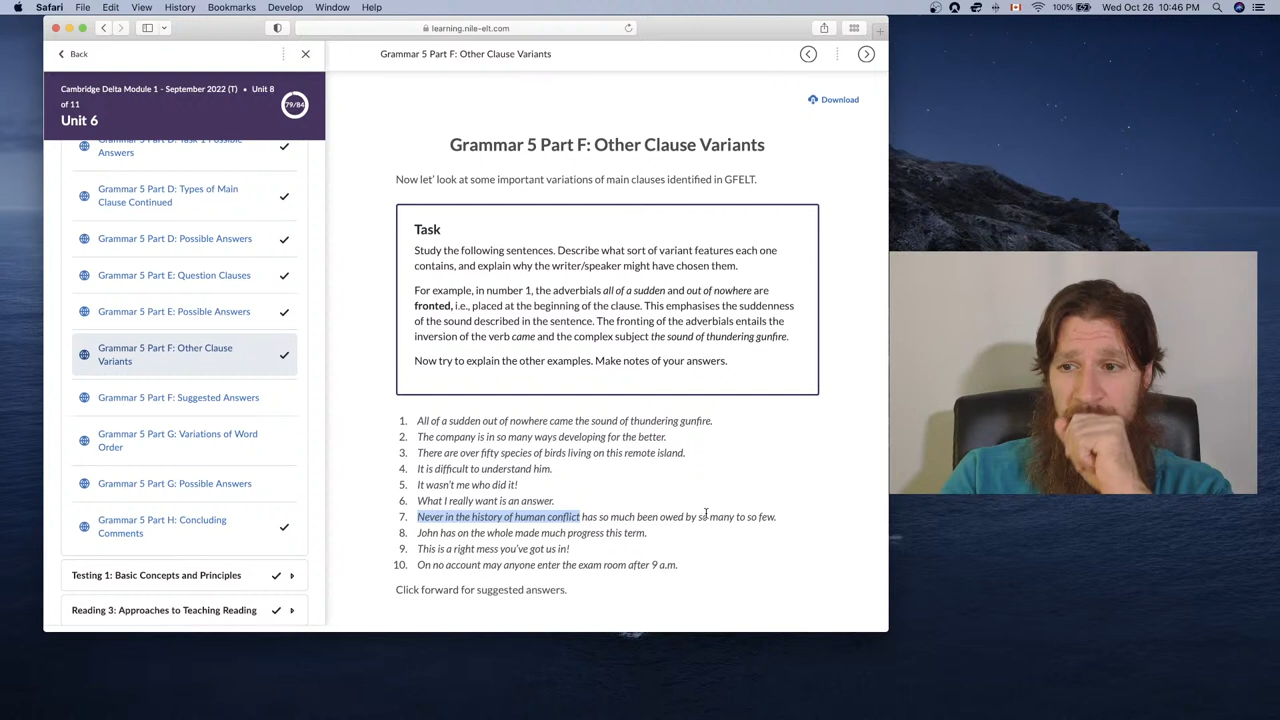 Safari File Edit View History Bookmarks Develop Window Help
100% Wed Oct 26 10:46 PM
learning.nile-elt.com
Back
Grammar 5 Part F: Other Clause Variants
Cambridge Delta Module 1 - September 2022 (T) • Unit 8
of 11
Unit 6
79/84
Grammar 5 Part D: Task 1 Possible
Answers
Grammar 5 Part D: Types of Main
Clause Continued
Grammar 5 Part D: Possible Answers
Grammar 5 Part E: Question Clauses
Grammar 5 Part E: Possible Answers
Grammar 5 Part F: Other Clause
Variants
Grammar 5 Part F: Suggested Answers
Grammar 5 Part G: Variations of Word
Order
Grammar 5 Part G: Possible Answers
Grammar 5 Part H: Concluding
Comments
Testing 1: Basic Concepts and Principles
Reading 3: Approaches to Teaching Reading
Download
Grammar 5 Part F: Other Clause Variants
Now let' look at some important variations of main clauses identified in GFELT.
Task
Study the following sentences. Describe what sort of variant features each one
contains, and explain why the writer/speaker might have chosen them.
For example, in number 1, the adverbials all of a sudden and out of nowhere are
fronted, i.e., placed at the beginning of the clause. This emphasises the suddenness
of the sound described in the sentence. The fronting of the adverbials entails the
inversion of the verb came and the complex subject the sound of thundering gunfire.
Now try to explain the other examples. Make notes of your answers.
1. All of a sudden out of nowhere came the sound of thundering gunfire.
2. The company is in so many ways developing for the better.
3. There are over fifty species of birds living on this remote island.
4. It is difficult to understand him.
5. It wasn't me who did it!
6. What I really want is an answer.
7. Never in the history of human conflict has so much been owed by so many to so few.
8. John has on the whole made much progress this term.
9. This is a right mess you've got us in!
10. On no account may anyone enter the exam room after 9 a.m.
Click forward for suggested answers.